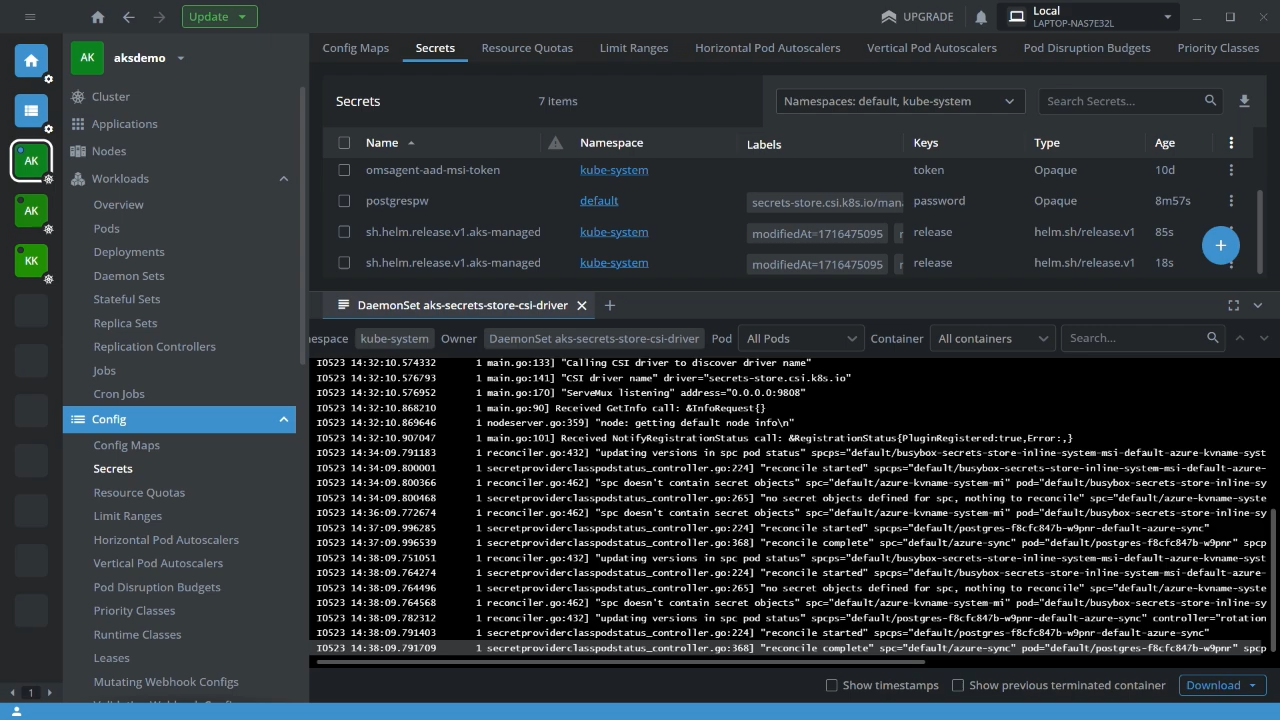 Update
UPGRADE
Local
LAPTOP-NAS7E32L
AK
aksdemo
Config Maps
Secrets
Resource Quotas
Limit Ranges
Horizontal Pod Autoscalers
Vertical Pod Autoscalers
Pod Disruption Budgets
Priority Classes
AK
AK
KK
1
Cluster
Applications
Nodes
Workloads
Overview
Pods
Deployments
Daemon Sets
Stateful Sets
Replica Sets
Replication Controllers
Jobs
Cron Jobs
Config
Config Maps
Secrets
Resource Quotas
Limit Ranges
Horizontal Pod Autoscalers
Vertical Pod Autoscalers
Pod Disruption Budgets
Priority Classes
Runtime Classes
Leases
Mutating Webhook Configs
Secrets 7 items Namespaces: default, kube-system Search Secrets...
Name Namespace Labels Keys Type Age
omsagent-aad-msi-token kube-system token Opaque 10d
postgrespw default secrets-store.csi.k8s.io/mana password Opaque 8m57s
sh.helm.release.v1.aks-managed kube-system modifiedAt=1716475095 release helm.sh/release.v1 85s
sh.helm.release.v1.aks-managed kube-system modifiedAt=1716475095 release helm.sh/release.v1 18s
DaemonSet aks-secrets-store-csi-driver
espace kube-system Owner DaemonSet aks-secrets-store-csi-driver Pod All Pods Container All containers Search...
I0523 14:32:10.574332 1 main.go:133] "Calling CSI driver to discover driver name"
I0523 14:32:10.576793 1 main.go:141] "CSI driver name" driver="secrets-store.csi.k8s.io"
I0523 14:32:10.576952 1 main.go:170] "ServeMux listening" address="0.0.0.0:9808"
I0523 14:32:10.868210 1 main.go:90] Received GetInfo call: &InfoRequest{}
I0523 14:32:10.869646 1 nodeserver.go:359] "node: getting default node info\n"
I0523 14:32:10.907047 1 main.go:101] Received NotifyRegistrationStatus call: &RegistrationStatus{PluginRegistered:true,Error:,}
I0523 14:34:09.791183 1 reconciler.go:432] "updating versions in spc pod status" spcps="default/busybox-secrets-store-inline-system-msi-default-azure-kvname-syst
I0523 14:34:09.800001 1 secretproviderclasspodstatus_controller.go:224] "reconcile started" spcps="default/busybox-secrets-store-inline-system-msi-default-azure-
I0523 14:34:09.800366 1 reconciler.go:462] "spc doesn't contain secret objects" spc="default/azure-kvname-system-mi" pod="default/busybox-secrets-store-inline-sy
I0523 14:34:09.800468 1 secretproviderclasspodstatus_controller.go:265] "no secret objects defined for spc, nothing to reconcile" spc="default/azure-kvname-syste
I0523 14:36:09.772674 1 reconciler.go:462] "spc doesn't contain secret objects" spc="default/azure-kvname-system-mi" pod="default/busybox-secrets-store-inline-sy
I0523 14:37:09.996285 1 secretproviderclasspodstatus_controller.go:224] "reconcile started" spcps="default/postgres-f8cfc847b-w9pnr-default-azure-sync"
I0523 14:37:09.996539 1 secretproviderclasspodstatus_controller.go:368] "reconcile complete" spc="default/azure-sync" pod="default/postgres-f8cfc847b-w9pnr" spcp
I0523 14:38:09.751051 1 reconciler.go:432] "updating versions in spc pod status" spcps="default/busybox-secrets-store-inline-system-msi-default-azure-kvname-syst
I0523 14:38:09.764274 1 secretproviderclasspodstatus_controller.go:224] "reconcile started" spcps="default/busybox-secrets-store-inline-system-msi-default-azure-
I0523 14:38:09.764496 1 secretproviderclasspodstatus_controller.go:265] "no secret objects defined for spc, nothing to reconcile" spc="default/azure-kvname-syste
I0523 14:38:09.764568 1 reconciler.go:462] "spc doesn't contain secret objects" spc="default/azure-kvname-system-mi" pod="default/busybox-secrets-store-inline-sy
I0523 14:38:09.782312 1 reconciler.go:432] "updating versions in spc pod status" spcps="default/postgres-f8cfc847b-w9pnr-default-azure-sync" controller="rotation
I0523 14:38:09.791403 1 secretproviderclasspodstatus_controller.go:224] "reconcile started" spcps="default/postgres-f8cfc847b-w9pnr-default-azure-sync"
I0523 14:38:09.791709 1 secretproviderclasspodstatus_controller.go:368] "reconcile complete" spc="default/azure-sync" pod="default/postgres-f8cfc847b-w9pnr" spcp
Show timestamps Show previous terminated container Download